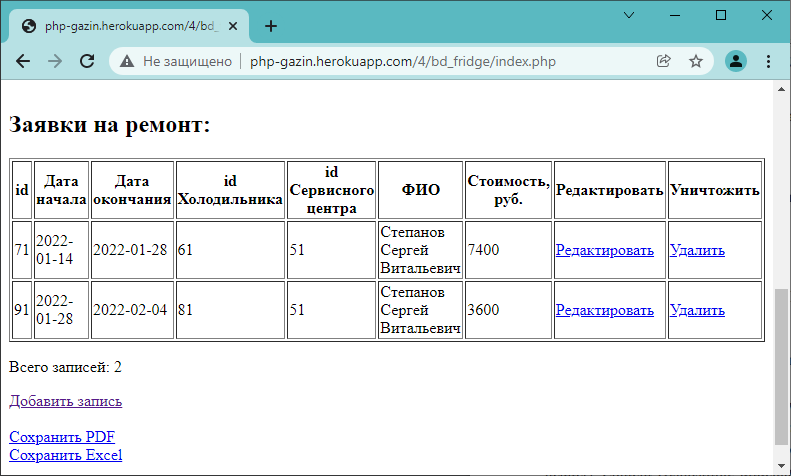 php-gazin.herokuapp.com/4/bd_
Не защищено | php-gazin.herokuapp.com/4/bd_fridge/index.php
Заявки на ремонт:
id Дата начала Дата окончания id Холодильника id Сервисного центра ФИО Стоимость, руб. Редактировать Уничтожить
71 2022-01-14 2022-01-28 61 51 Степанов Сергей Витальевич 7400 Редактировать Удалить
91 2022-01-28 2022-02-04 81 51 Степанов Сергей Витальевич 3600 Редактировать Удалить
Всего записей: 2
Добавить запись
Сохранить PDF
Сохранить Excel